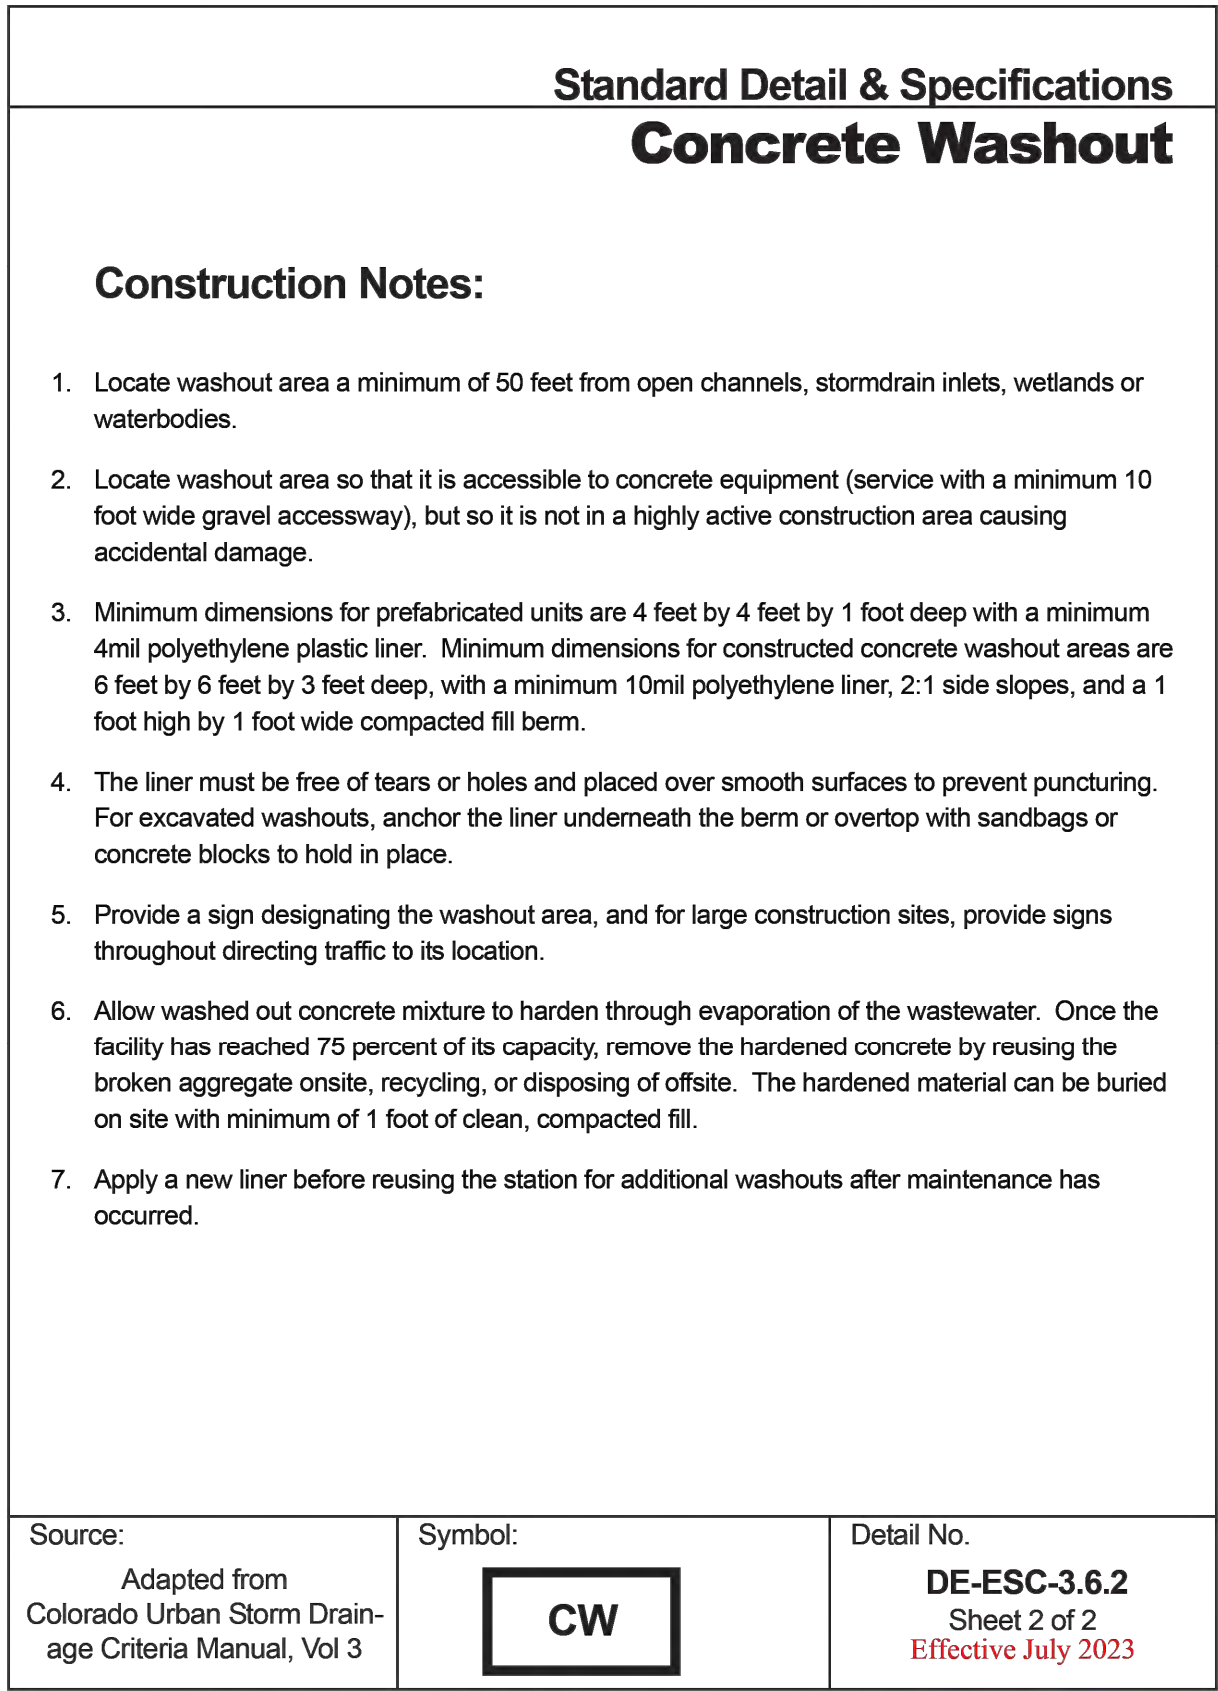 Standard Detail & Specifications
Concrete Washout
Construction Notes:
1. Locate washout area a minimum of 50 feet from open channels, stormdrain inlets, wetlands or
waterbodies.
2. Locate washout area so that it is accessible to concrete equipment (service with a minimum 10
foot wide gravel accessway), but so it is not in a highly active construction area causing
accidental damage.
3. Minimum dimensions for prefabricated units are 4 feet by 4 feet by 1 foot deep with a minimum
4mil polyethylene plastic liner. Minimum dimensions for constructed concrete washout areas are
6 feet by 6 feet by 3 feet deep, with a minimum 10mil polyethylene liner, 2:1 side slopes, and a 1
foot high by 1 foot wide compacted fill berm.
4. The liner must be free of tears or holes and placed over smooth surfaces to prevent puncturing.
For excavated washouts, anchor the liner underneath the berm or overtop with sandbags or
concrete blocks to hold in place.
5. Provide a sign designating the washout area, and for large construction sites, provide signs
throughout directing traffic to its location.
6. Allow washed out concrete mixture to harden through evaporation of the wastewater. Once the
facility has reached 75 percent of its capacity, remove the hardened concrete by reusing the
broken aggregate onsite, recycling, or disposing of offsite. The hardened material can be buried
on site with minimum of 1 foot of clean, compacted fill.
7. Apply a new liner before reusing the station for additional washouts after maintenance has
occurred.
Source:
Adapted from
Colorado Urban Storm Drain-
age Criteria Manual, Vol 3
Symbol:
CW
Detail No.
DE-ESC-3.6.2
Sheet 2 of 2
Effective July 2023